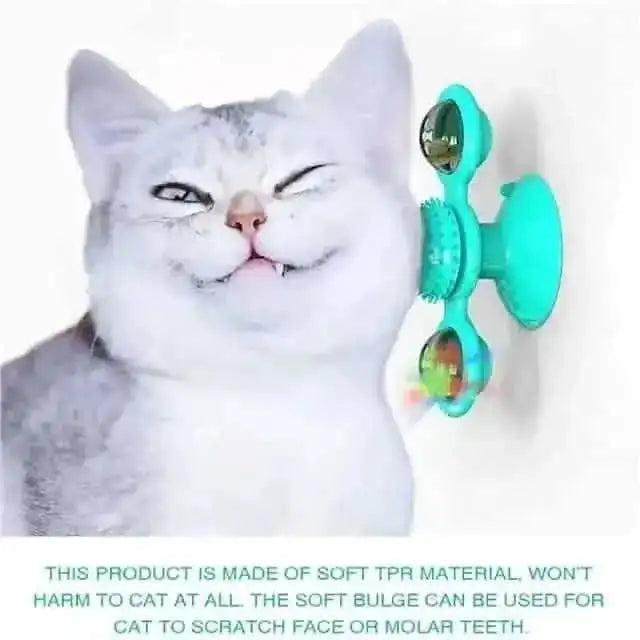 THIS PRODUCT IS MADE OF SOFT TPR MATERIAL, WON'T
HARM TO CAT AT ALL. THE SOFT BULGE CAN BE USED FOR
CAT TO SCRATCH FACE OR MOLAR TEETH.